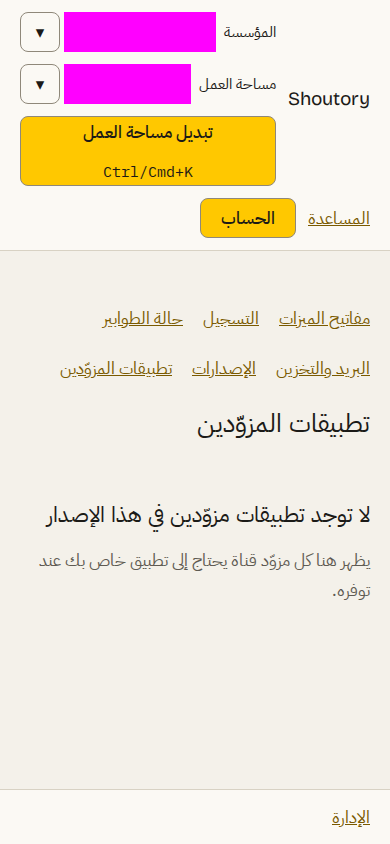 Shoutory
المؤسسة
▼
مساحة العمل
▼
تبديل مساحة العمل
Ctrl/Cmd+K
المساعدة
الحساب
مفاتيح الميزات التسجيل حالة الطوابير
البريد والتخزين الإصدارات تطبيقات المزوّدين
تطبيقات المزوّدين
لا توجد تطبيقات مزوّدين في هذا الإصدار
يظهر هنا كل مزوّد قناة يحتاج إلى تطبيق خاص بك عند
توفره.
الإدارة